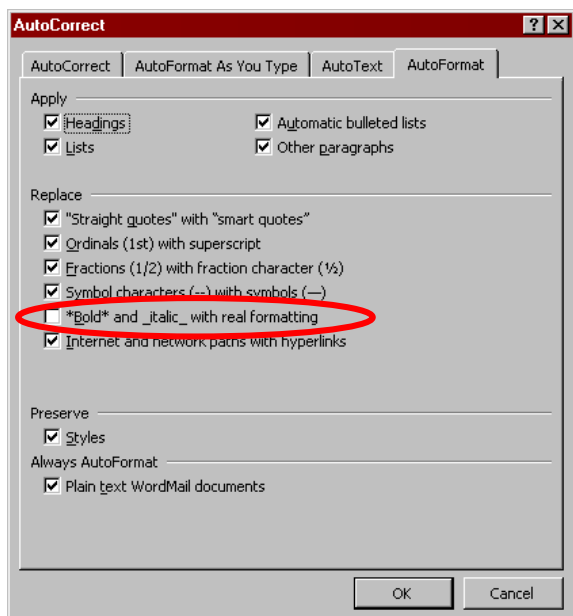 AutoCorrect
AutoCorrect AutoFormat As You Type AutoText AutoFormat
Apply
Headings Automatic bulleted lists
Lists Other paragraphs
Replace
"Straight quotes" with “smart quotes”
Ordinals (1st) with superscript
Fractions (1/2) with fraction character (½)
Symbol characters (--) with symbols (—)
*Bold* and _italic_ with real formatting
Internet and network paths with hyperlinks
Preserve
Styles
Always AutoFormat
Plain text WordMail documents
OK Cancel